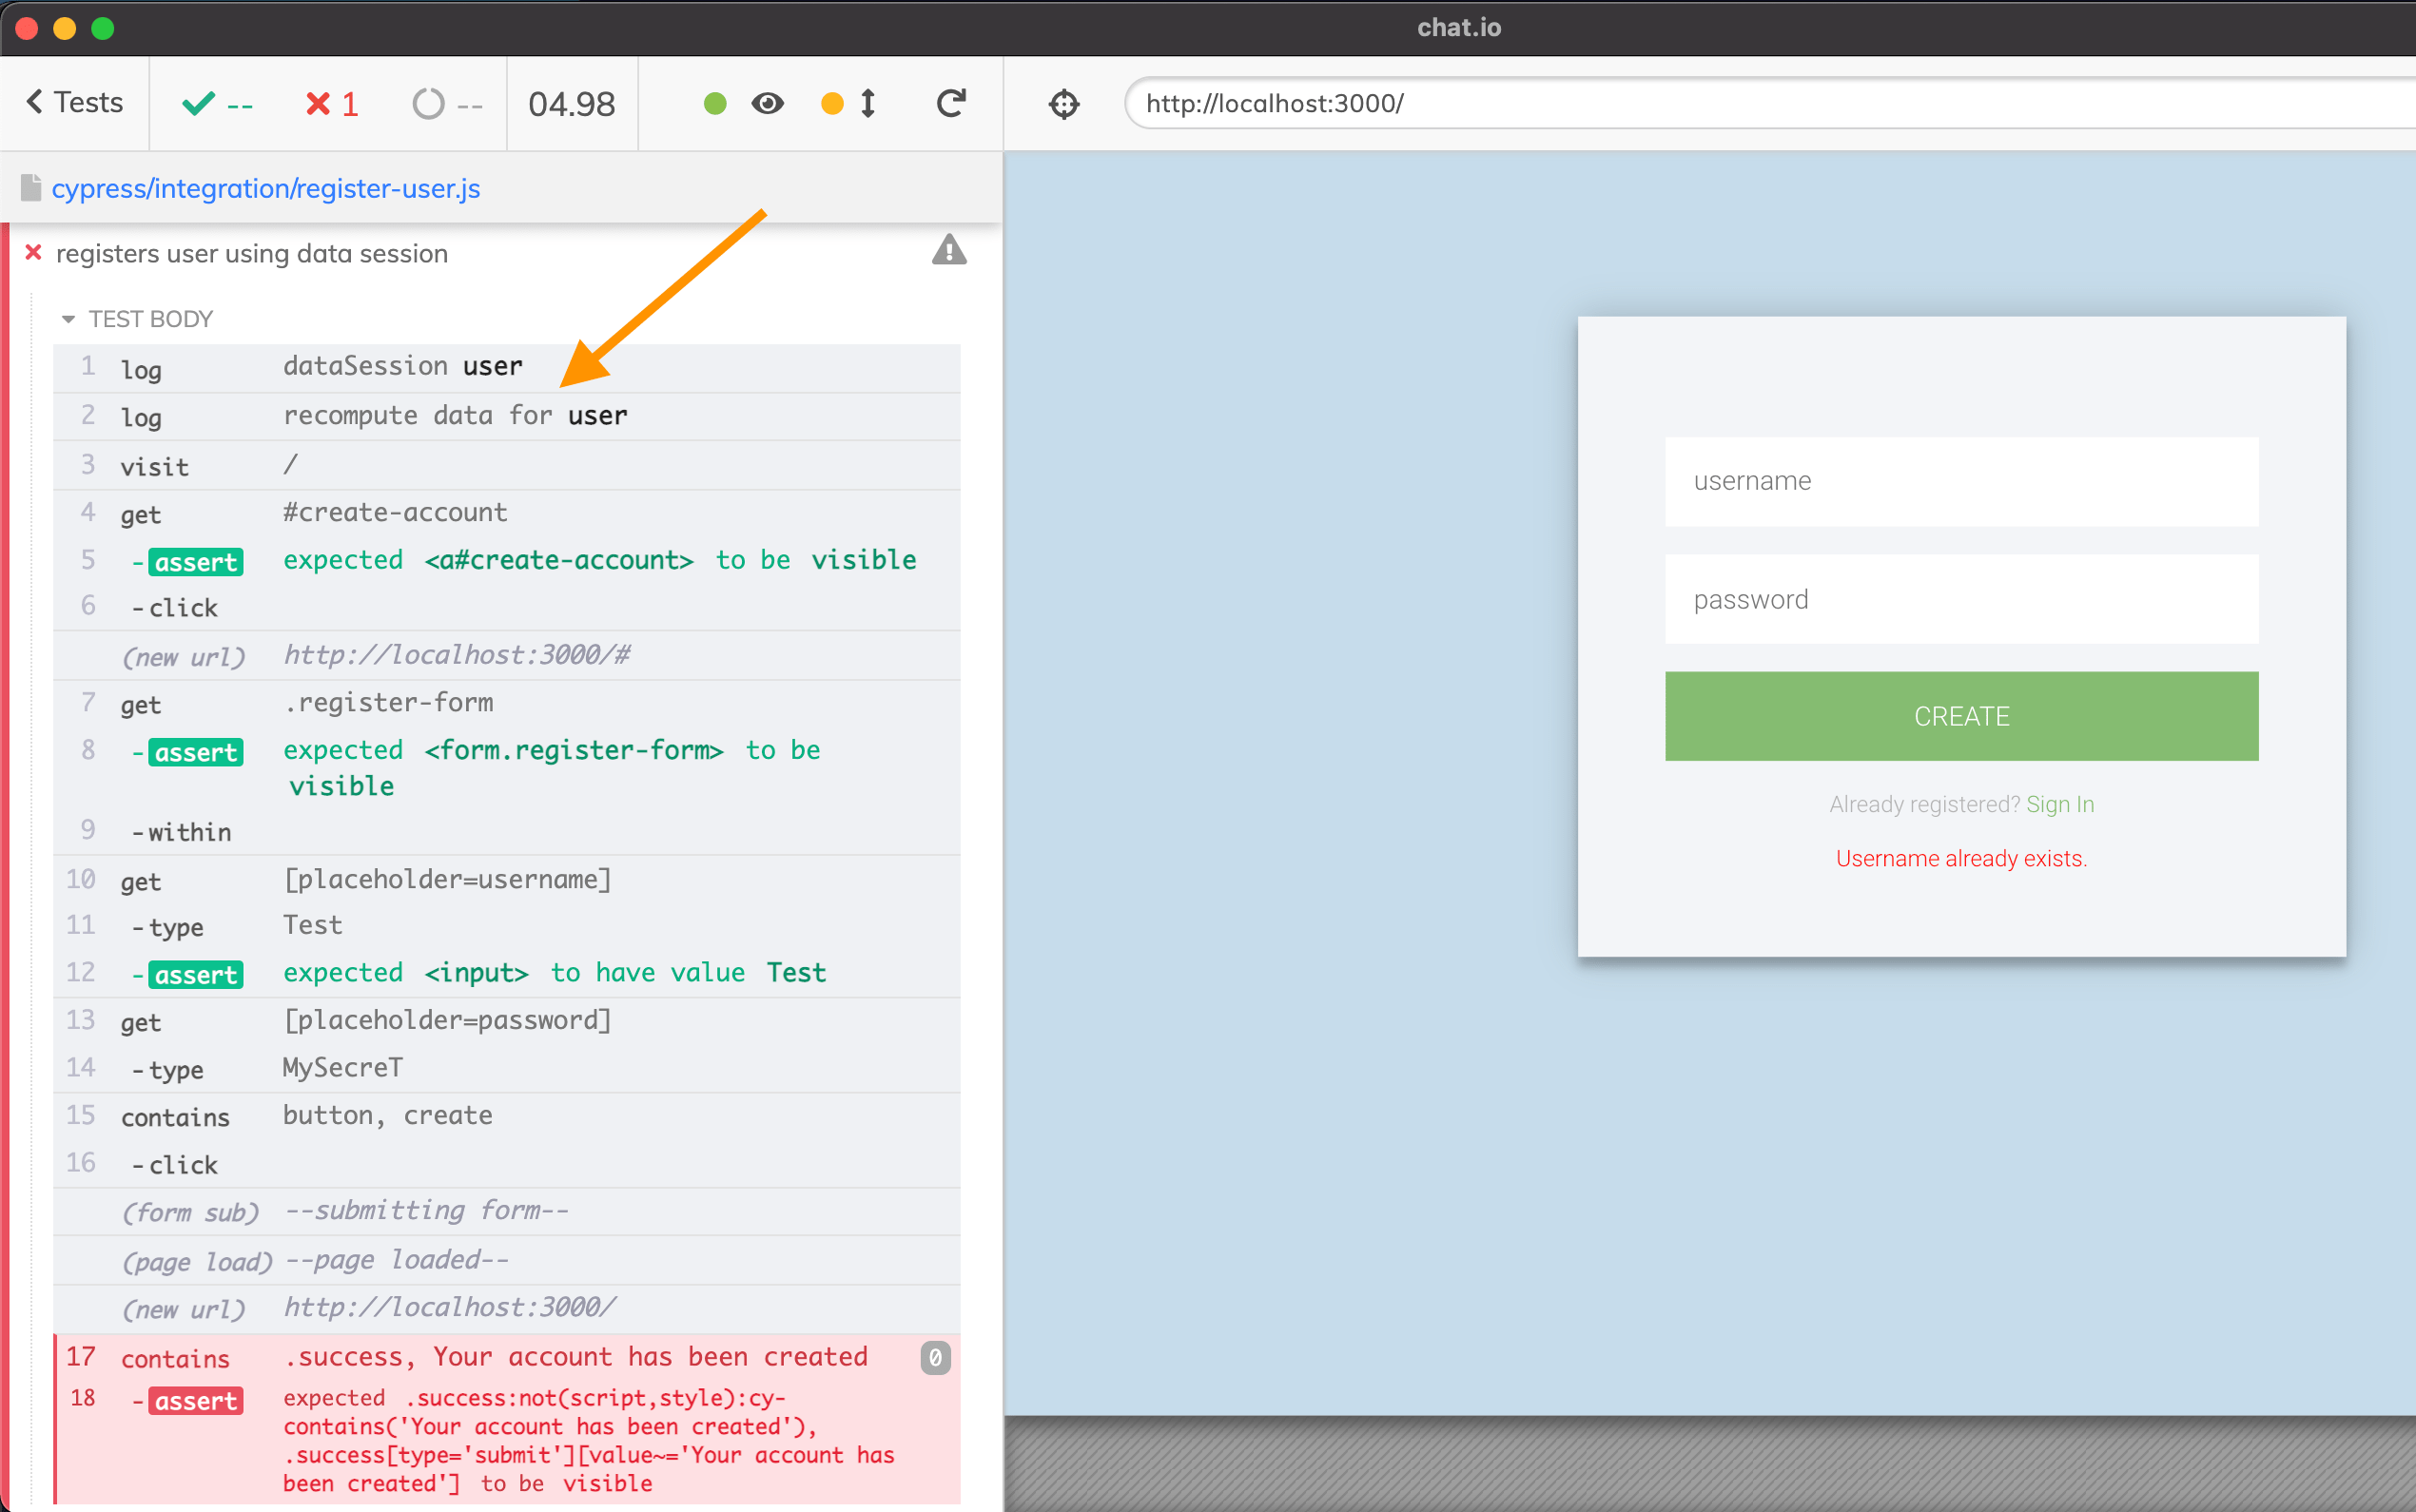 chat.io
Tests
--
1
--
04.98
http://localhost:3000/
cypress/integration/register-user.js
registers user using data session
TEST BODY
1 log dataSession user
2 log recompute data for user
3 visit /
4 get #create-account
5 -assert expected <a#create-account> to be visible
6 -click
(new url) http://localhost:3000/#
7 get .register-form
8 -assert expected <form.register-form> to be
visible
9 -within
10 get [placeholder=username]
11 -type Test
12 -assert expected <input> to have value Test
13 get [placeholder=password]
14 -type MySecreT
15 contains button, create
16 -click
(form sub) --submitting form--
(page load) --page loaded--
(new url) http://localhost:3000/
17 contains .success, Your account has been created 0
18 -assert expected .success:not(script,style):cy-
contains('Your account has been created'),
.success[type='submit'][value~='Your account has
been created'] to be visible
username
password
CREATE
Already registered? Sign In
Username already exists.